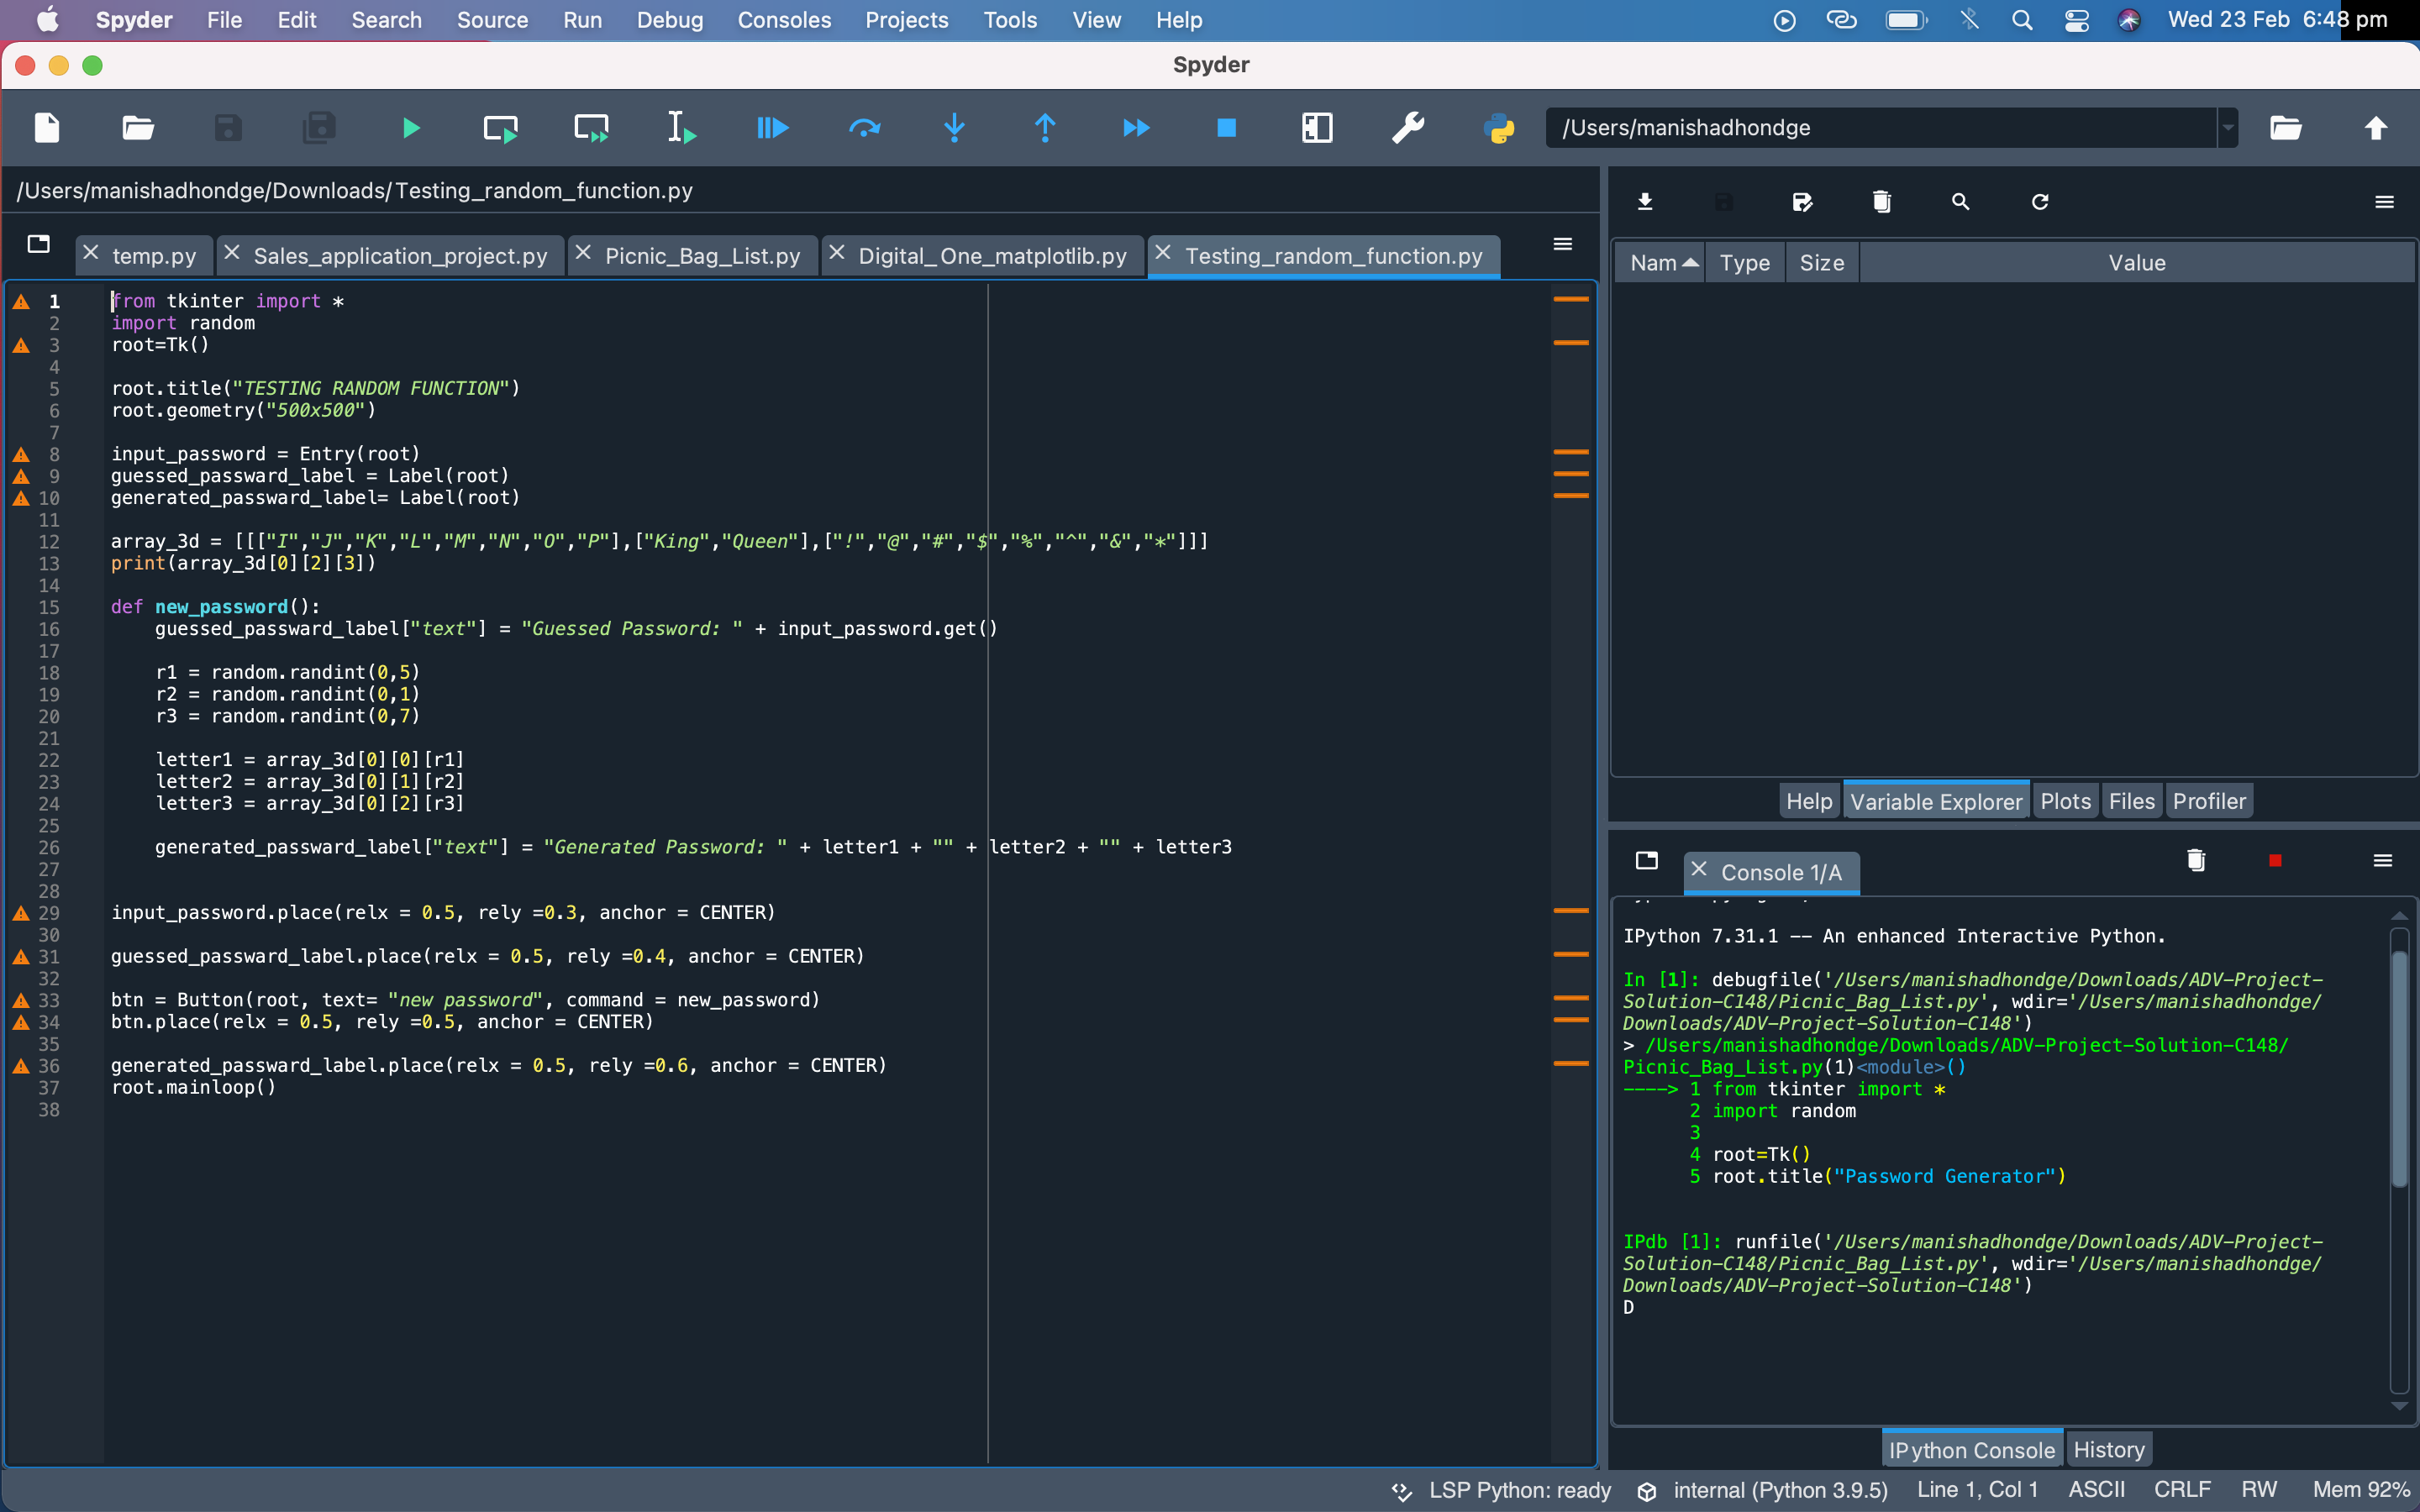 Spyder File Edit Search Source Run Debug Consoles Projects Tools View Help Wed 23 Feb 6:48 pm
Spyder
/Users/manishadhondge
/Users/manishadhondge/Downloads/Testing_random_function.py
temp.py Sales_application_project.py Picnic_Bag_List.py Digital_One_matplotlib.py Testing_random_function.py
1 from tkinter import *
2 import random
3 root=Tk()
4
5 root.title("TESTING RANDOM FUNCTION")
6 root.geometry("500x500")
7
8 input_password = Entry(root)
9 guessed_passward_label = Label(root)
10 generated_passward_label= Label(root)
11
12 array_3d = [[["I","J","K","L","M","N","O","P"],["King","Queen"],["!","@","#","$","%","^","&","*"]]]
13 print(array_3d[0][2][3])
14
15 def new_password():
16 guessed_passward_label["text"] = "Guessed Password: " + input_password.get()
17
18 r1 = random.randint(0,5)
19 r2 = random.randint(0,1)
20 r3 = random.randint(0,7)
21
22 letter1 = array_3d[0][0][r1]
23 letter2 = array_3d[0][1][r2]
24 letter3 = array_3d[0][2][r3]
25
26 generated_passward_label["text"] = "Generated Password: " + letter1 + "" + letter2 + "" + letter3
27
28
29 input_password.place(relx = 0.5, rely =0.3, anchor = CENTER)
30
31 guessed_passward_label.place(relx = 0.5, rely =0.4, anchor = CENTER)
32
33 btn = Button(root, text= "new password", command = new_password)
34 btn.place(relx = 0.5, rely =0.5, anchor = CENTER)
35
36 generated_passward_label.place(relx = 0.5, rely =0.6, anchor = CENTER)
37 root.mainloop()
38
Nam Type Size Value
Help Variable Explorer Plots Files Profiler
Console 1/A
IPython 7.31.1 -- An enhanced Interactive Python.
In [1]: debugfile('/Users/manishadhondge/Downloads/ADV-Project-
Solution-C148/Picnic_Bag_List.py', wdir='/Users/manishadhondge/
Downloads/ADV-Project-Solution-C148')
> /Users/manishadhondge/Downloads/ADV-Project-Solution-C148/
Picnic_Bag_List.py(1)<module>()
----> 1 from tkinter import *
2 import random
3
4 root=Tk()
5 root.title("Password Generator")
IPdb [1]: runfile('/Users/manishadhondge/Downloads/ADV-Project-
Solution-C148/Picnic_Bag_List.py', wdir='/Users/manishadhondge/
Downloads/ADV-Project-Solution-C148')
D
IPython Console History
LSP Python: ready internal (Python 3.9.5) Line 1, Col 1 ASCII CRLF RW Mem 92%